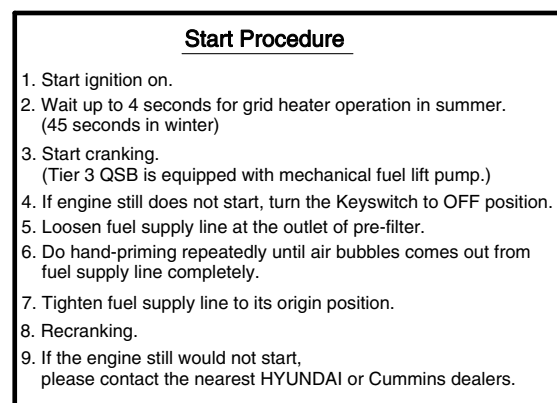 Start Procedure
1. Start ignition on.
2. Wait up to 4 seconds for grid heater operation in summer.
(45 seconds in winter)
3. Start cranking.
(Tier 3 QSB is equipped with mechanical fuel lift pump.)
4. If engine still does not start, turn the Keyswitch to OFF position.
5. Loosen fuel supply line at the outlet of pre-filter.
6. Do hand-priming repeatedly until air bubbles comes out from
fuel supply line completely.
7. Tighten fuel supply line to its origin position.
8. Recranking.
9. If the engine still would not start,
please contact the nearest HYUNDAI or Cummins dealers.